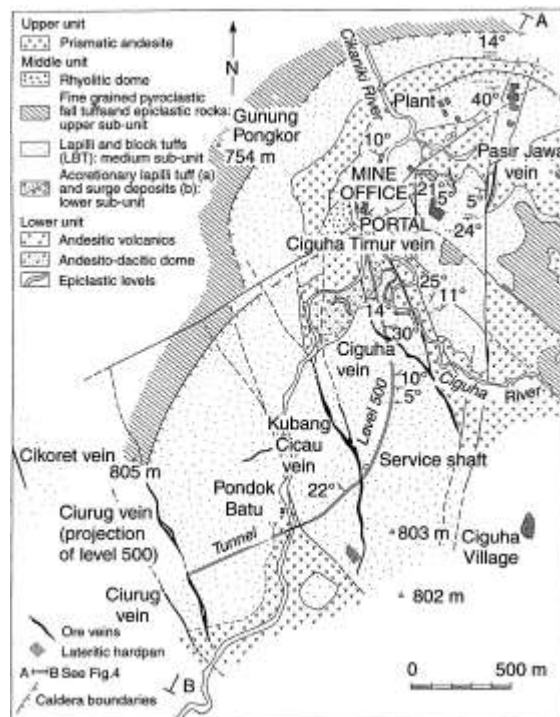 Upper unit
Prismatic andesite
Middle unit
Rhyolitic dome
Fine grained pyroclastic
fall tuffsand epiclastic rocks:
upper sub-unit
Lapilli and block tuffs
(LBT): medium sub-unit
Accretionary lapilli tuff (a)
and surge deposits (b):
lower sub-unit
Lower unit
Andesitic volcanics
Andesito-dacitic dome
Epiclastic levels
N
A
14°
Cikaniki River
Plant
40°
Gunung
Pongkor
754 m
10°
Pasir Jawa
vein
MINE
OFFICE
21°
5°
5°
PORTAL
24°
Ciguha Timur vein
25°
11°
14°
30°
Ciguha
vein
Ciguha
River
10°
5°
Level 500
Kubang
Cicau
vein
Cikoret vein
805 m
Service shaft
Pondok
Batu
22°
Ciurug vein
(projection
of level 500)
Tunnel
803 m
Ciguha
Village
Ciurug
vein
802 m
Ore veins
Lateritic hardpan
A B See Fig.4
Caldera boundaries
B
0 500 m